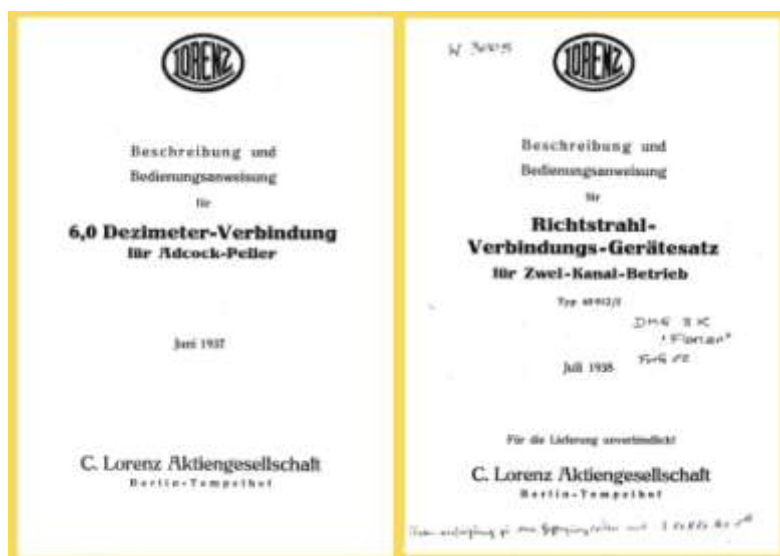 LORENZ
Beschreibung und
Bedienungsanweisung
für
6,0 Dezimeter-Verbindung
für Adcock-Peiler
Juni 1937
C. Lorenz Aktiengesellschaft
Berlin-Tempelhof
LORENZ
Beschreibung und
Bedienungsanweisung
für
Richtstrahl-
Verbindungs-Gerätesatz
für Zwei-Kanal-Betrieb
Typ
"Florian"
Juli 1938
Für die Lieferung unverbindlich!
C. Lorenz Aktiengesellschaft
Berlin-Tempelhof